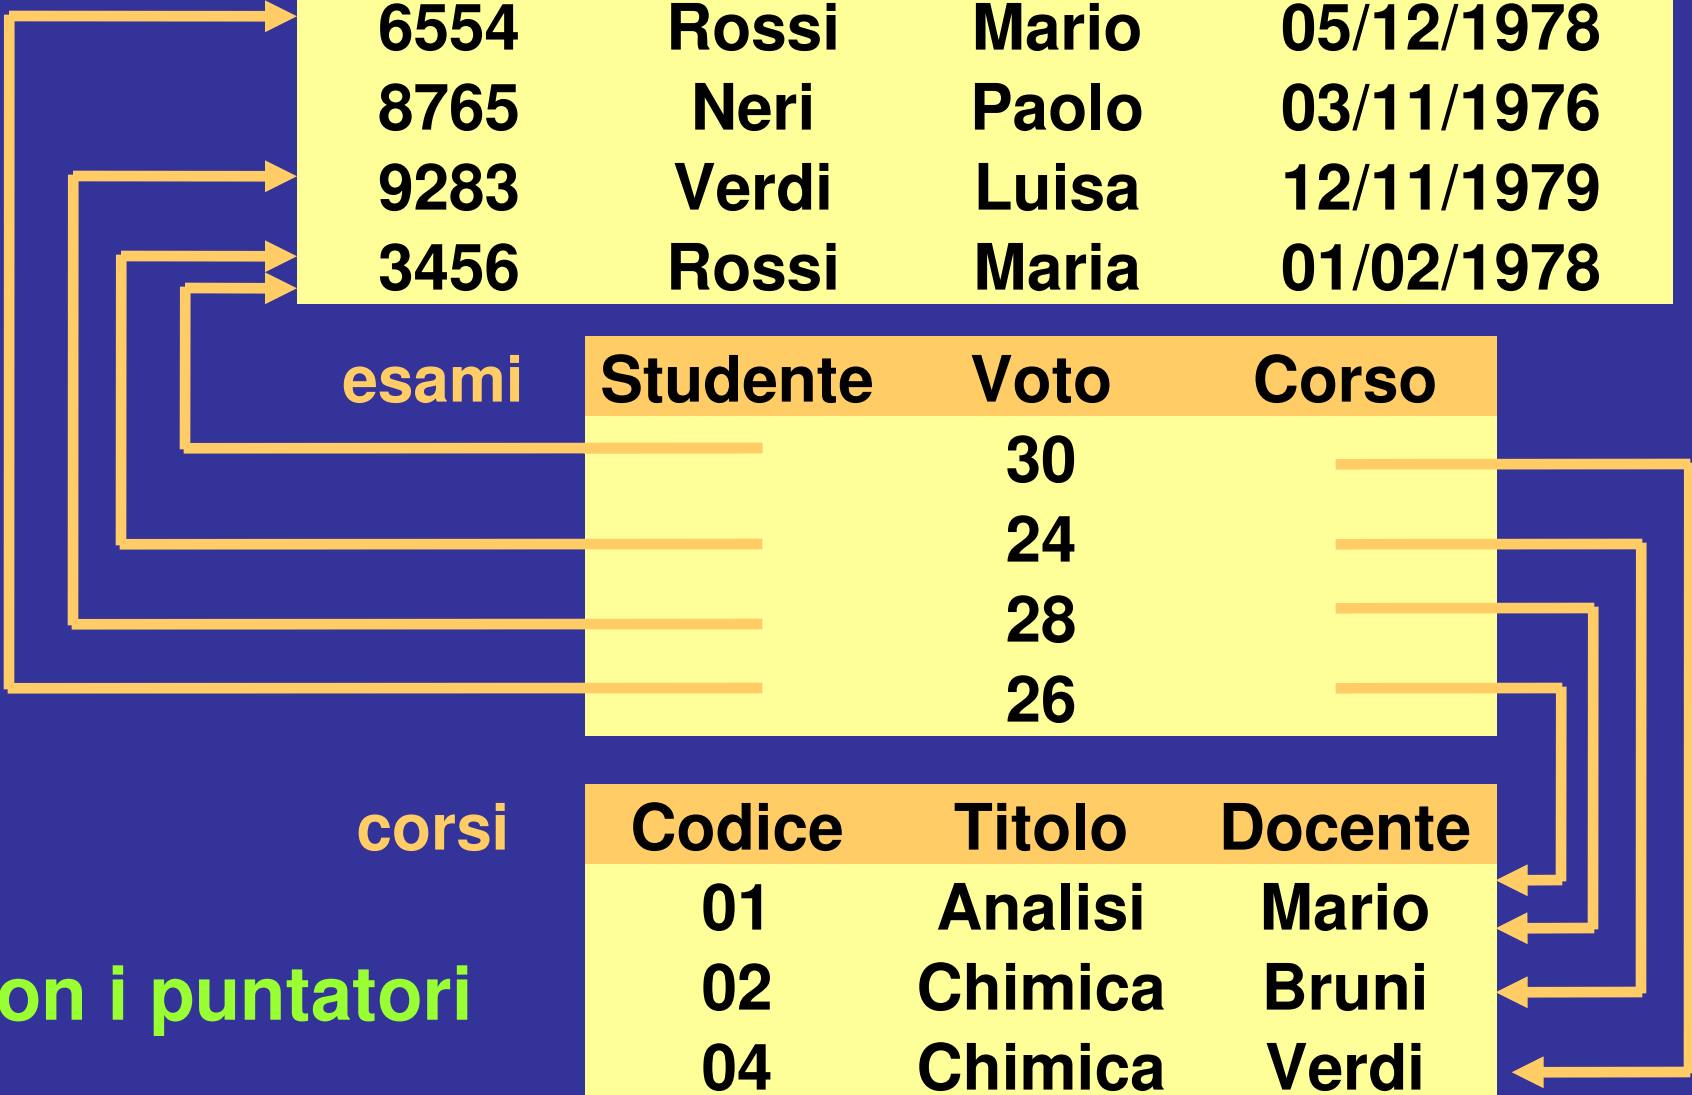 6554 Rossi Mario 05/12/1978
8765 Neri Paolo 03/11/1976
9283 Verdi Luisa 12/11/1979
3456 Rossi Maria 01/02/1978
esami Studente Voto Corso
30
24
28
26
corsi Codice Titolo Docente
01 Analisi Mario
02 Chimica Bruni
on i puntatori
04 Chimica Verdi